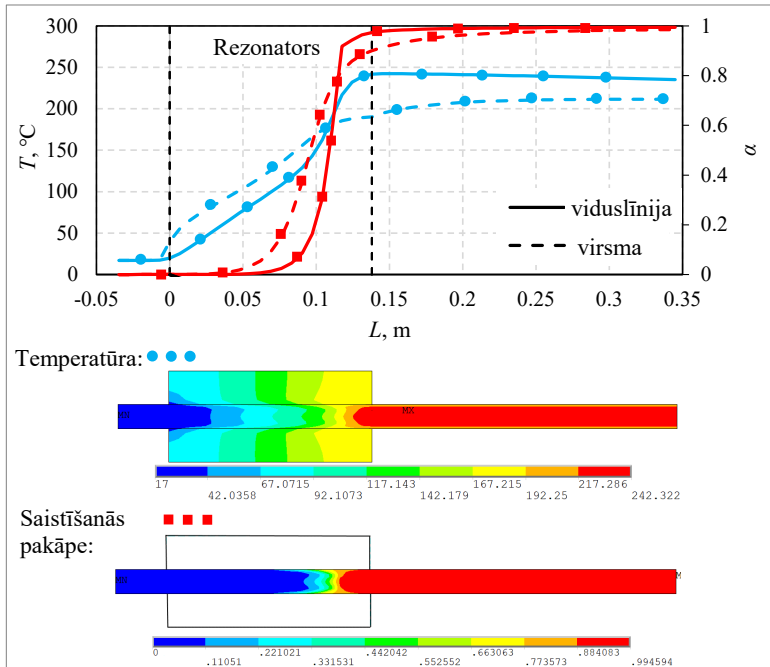 Rezonators
300
250
200
150
100
50
0
T, °C
1
0.8
0.6
0.4
0.2
0
α
viduslīnija
virsma
-0.05 0 0.05 0.1 0.15 0.2 0.25 0.3 0.35
L, m
Temperatūra:
MN MX
17 67.0715 117.143 167.215 217.286
42.0358 92.1073 142.179 192.25 242.322
Saistīšanās
pakāpe:
MN M
0 .221021 .442042 .663063 .884083
.11051 .331531 .552552 .773573 .994594